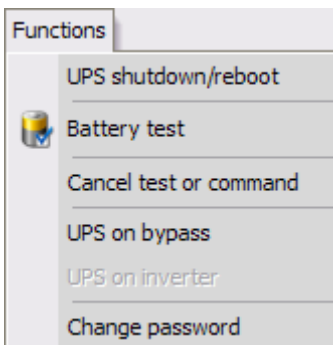 Functions
UPS shutdown/reboot
Battery test
Cancel test or command
UPS on bypass
UPS on inverter
Change password